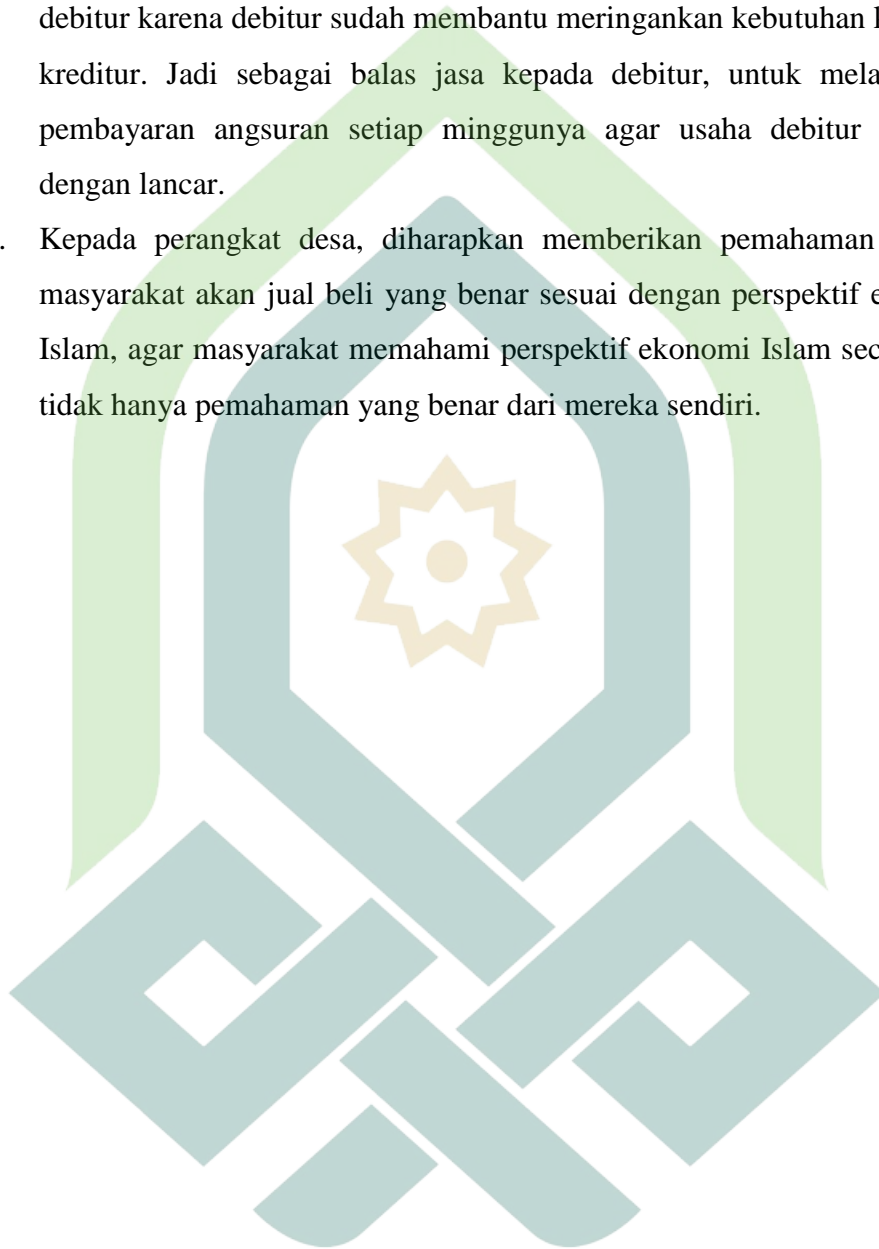 debitur karena debitur sudah membantu meringankan kebutuhan
kreditur. Jadi sebagai balas jasa kepada debitur, untuk
pembayaran angsuran setiap minggunya agar usaha debitur
dengan lancar.
. Kepada perangkat desa, diharapkan memberikan pemahaman
masyarakat akan jual beli yang benar sesuai dengan perspektif
Islam, agar masyarakat memahami perspektif ekonomi Islam
tidak hanya pemahaman yang benar dari mereka sendiri.